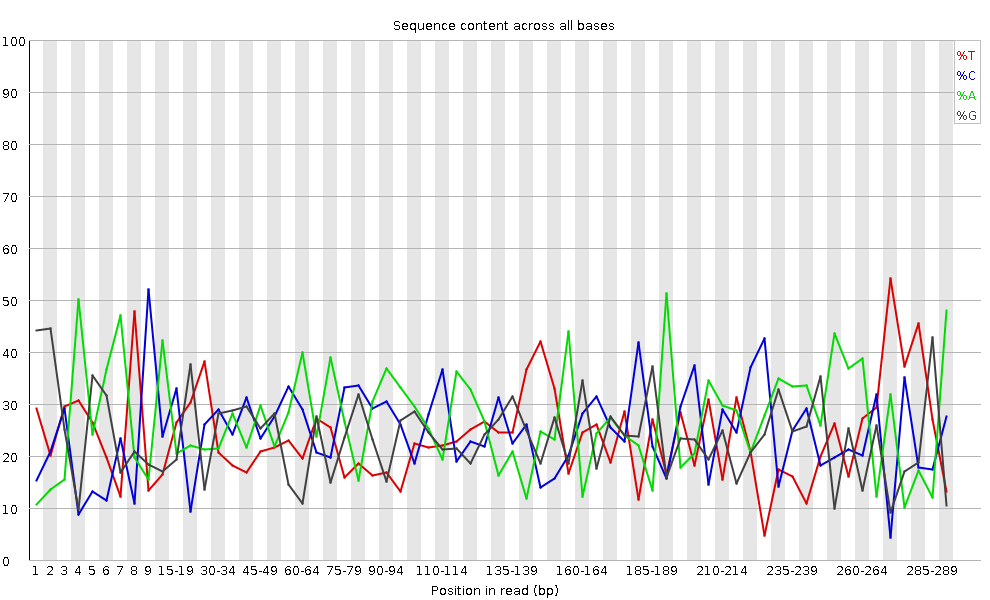 Sequence content across all bases
100
90
80
70
60
50
40
30
20
10
0
%T
%C
%A
%G
1 2 3 4 5 6 7 8 9 15-19 30-34 45-49 60-64 75-79 90-94 110-114 135-139 160-164 185-189 210-214 235-239 260-264 285-289
Position in read (bp)